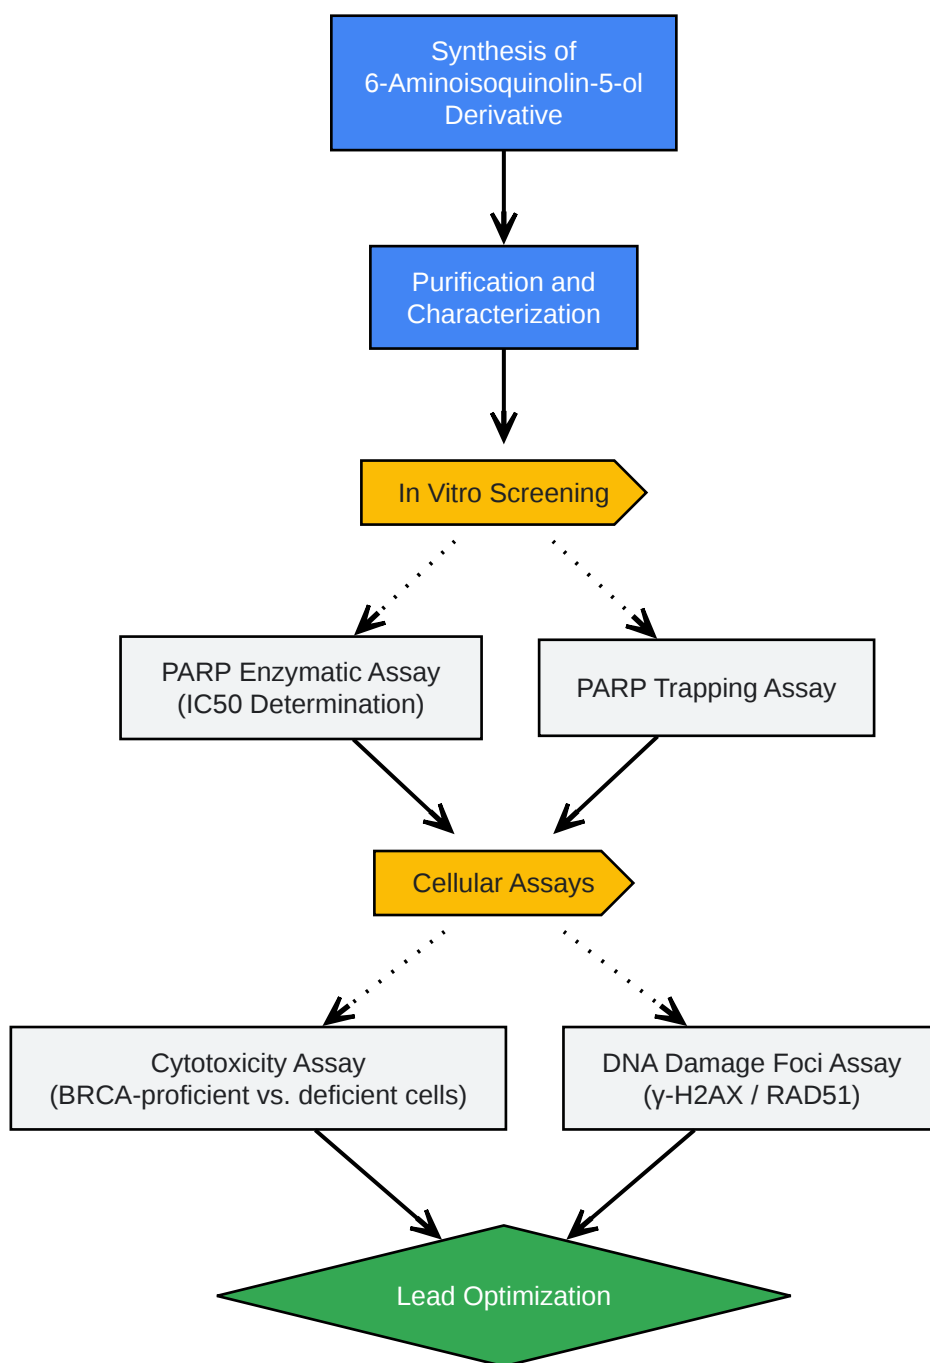 Synthesis of
6-Aminoisoquinolin-5-ol
Derivative
Purification and
Characterization
In Vitro Screening
PARP Enzymatic Assay
(IC50 Determination)
PARP Trapping Assay
Cellular Assays
Cytotoxicity Assay
(BRCA-proficient vs. deficient cells)
DNA Damage Foci Assay
(γ-H2AX / RAD51)
Lead Optimization